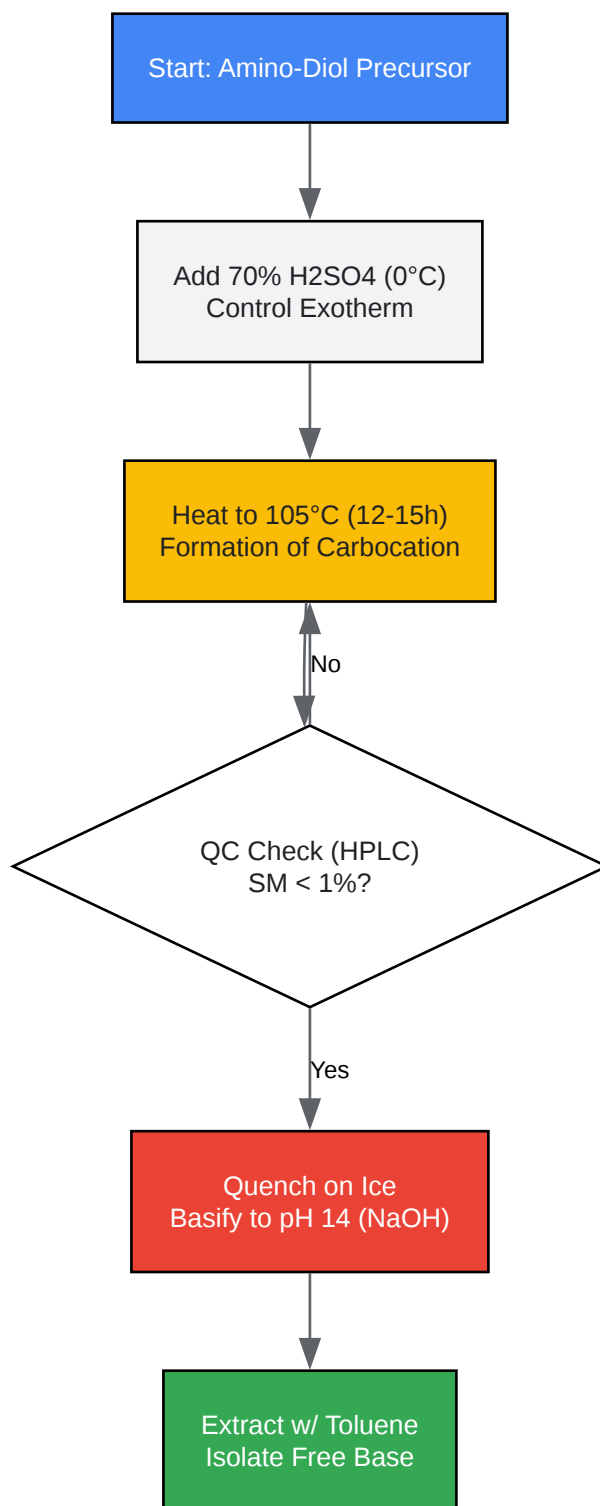 Start: Amino-Diol Precursor
Add 70% H2SO4 (0°C)
Control Exotherm
Heat to 105°C (12-15h)
Formation of Carbocation
No
QC Check (HPLC)
SM < 1%?
Yes
Quench on Ice
Basify to pH 14 (NaOH)
Extract w/ Toluene
Isolate Free Base